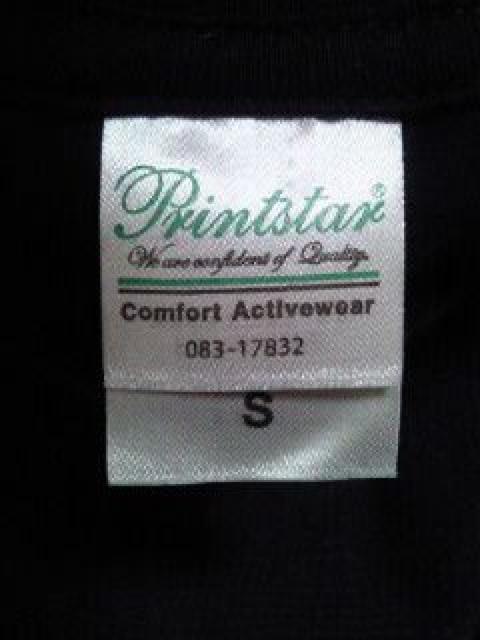 Printstar®
We are confident of Quality.
Comfort Activewear
083-17832
S